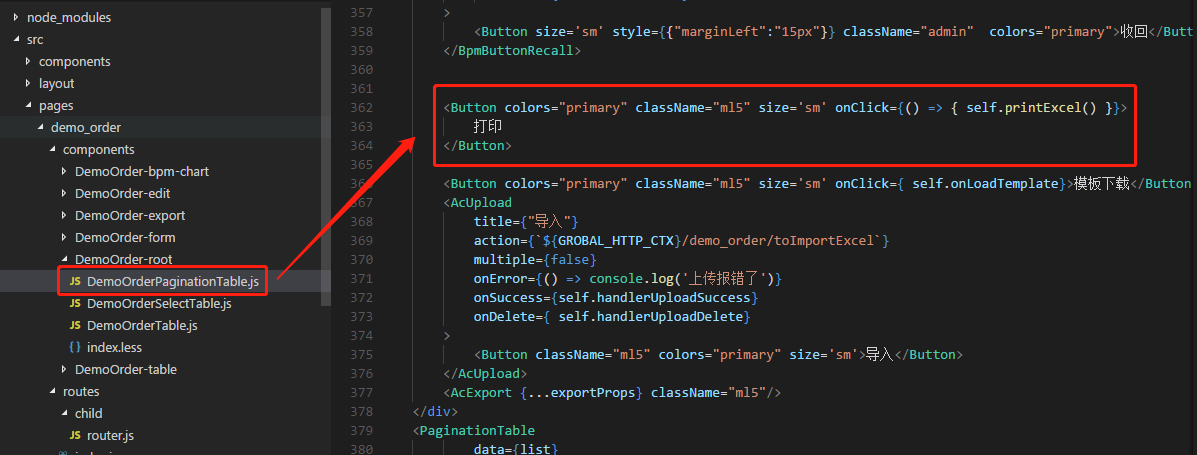 node_modules
src
components
layout
pages
demo_order
components
DemoOrder-bpm-chart
DemoOrder-edit
DemoOrder-export
DemoOrder-form
DemoOrder-root
JS DemoOrderPaginationTable.js
JS DemoOrderSelectTable.js
JS DemoOrderTable.js
{} index.less
DemoOrder-table
routes
child
JS router.js
357 >
358 <Button size='sm' style={{"marginLeft":"15px"}} className="admin"  colors="primary">收回</Butt
359 </BpmButtonRecall>
360
361
362 <Button colors="primary" className="ml5" size='sm' onClick={() => { self.printExcel() }}>
363 打印
364 </Button>
365
366 <Button colors="primary" className="ml5" size='sm' onClick={ self.onLoadTemplate}>模板下载</Button
367 <AcUpload
368 title={"导入"}
369 action={`${GROBAL_HTTP_CTX}/demo_order/toImportExcel`}
370 multiple={false}
371 onError={() => console.log('上传报错了')}
372 onSuccess={self.handlerUploadSuccess}
373 onDelete={ self.handlerUploadDelete}
374 >
375 <Button className="ml5" colors="primary" size='sm'>导入</Button>
376 </AcUpload>
377 <AcExport {...exportProps} className="ml5"/>
378 </div>
379 <PaginationTable
380 data={list}